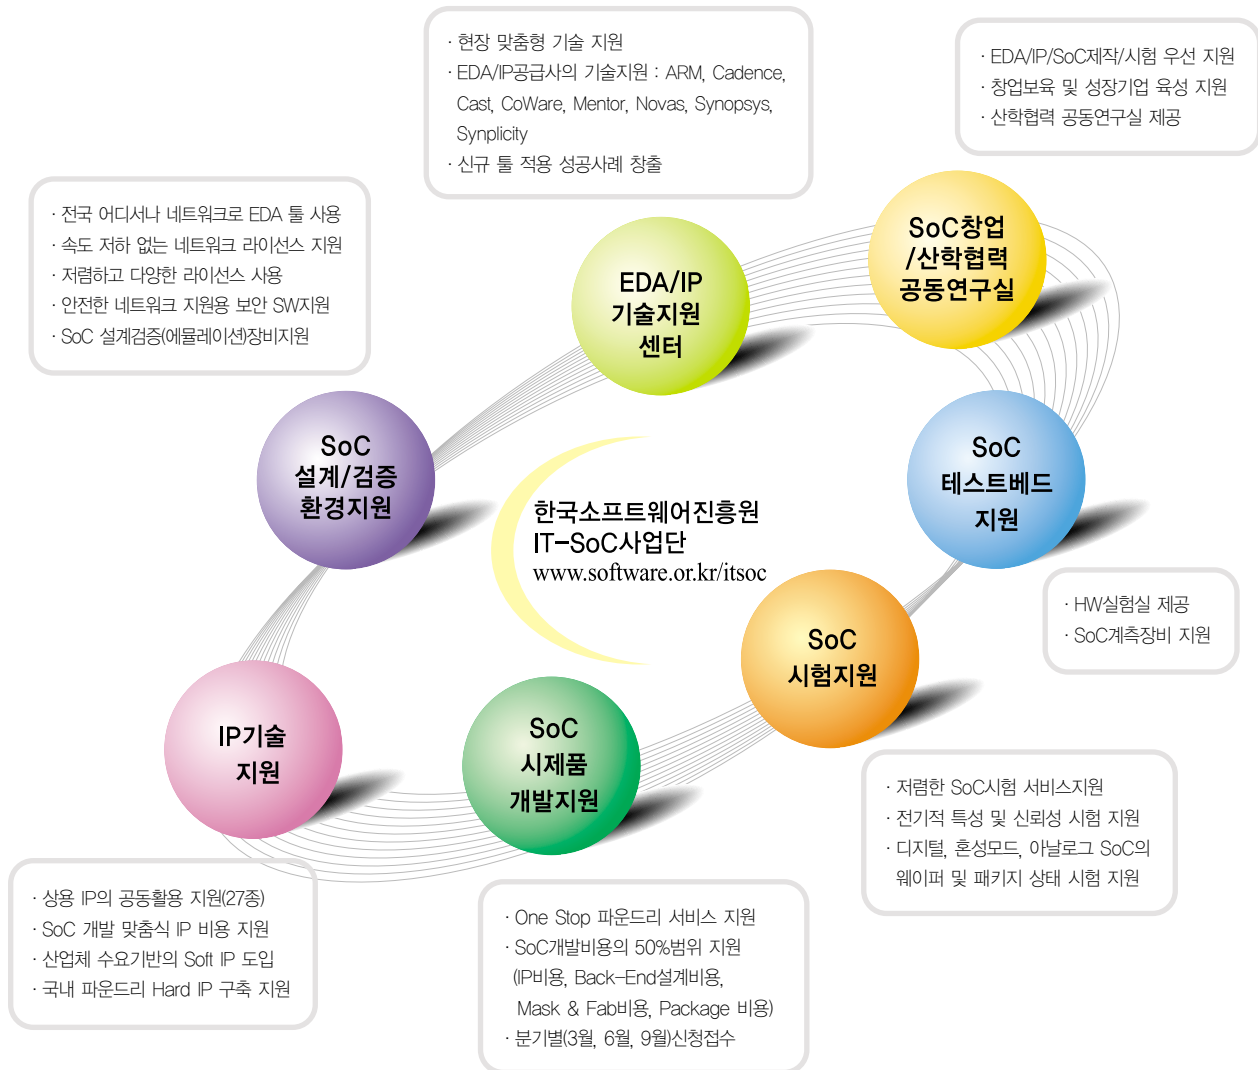 · 현장 맞춤형 기술 지원
· EDA/IP공급사의 기술지원 : ARM, Cadence,
Cast, CoWare, Mentor, Novas, Synopsys,
Synplicity
· 신규 툴 적용 성공사례 창출
· EDA/IP/SoC제작/시험 우선 지원
· 창업보육 및 성장기업 육성 지원
· 산학협력 공동연구실 제공
· 전국 어디서나 네트워크로 EDA 툴 사용
· 속도 저하 없는 네트워크 라이선스 지원
· 저렴하고 다양한 라이선스 사용
· 안전한 네트워크 지원용 보안 SW지원
· SoC 설계검증(에뮬레이션)장비지원
EDA/IP
기술지원
센터
SoC창업
/산학협력
공동연구실
SoC
설계/검증
환경지원
SoC
테스트베드
지원
한국소프트웨어진흥원
IT-SoC사업단
www.software.or.kr/itsoc
· HW실험실 제공
· SoC계측장비 지원
SoC
시험지원
IP기술
지원
SoC
시제품
개발지원
· 저렴한 SoC시험 서비스지원
· 전기적 특성 및 신뢰성 시험 지원
· 디지털, 혼성모드, 아날로그 SoC의
웨이퍼 및 패키지 상태 시험 지원
· 상용 IP의 공동활용 지원(27종)
· SoC 개발 맞춤식 IP 비용 지원
· 산업체 수요기반의 Soft IP 도입
· 국내 파운드리 Hard IP 구축 지원
· One Stop 파운드리 서비스 지원
· SoC개발비용의 50%범위 지원
(IP비용, Back-End설계비용,
Mask & Fab비용, Package 비용)
· 분기별(3월, 6월, 9월)신청접수